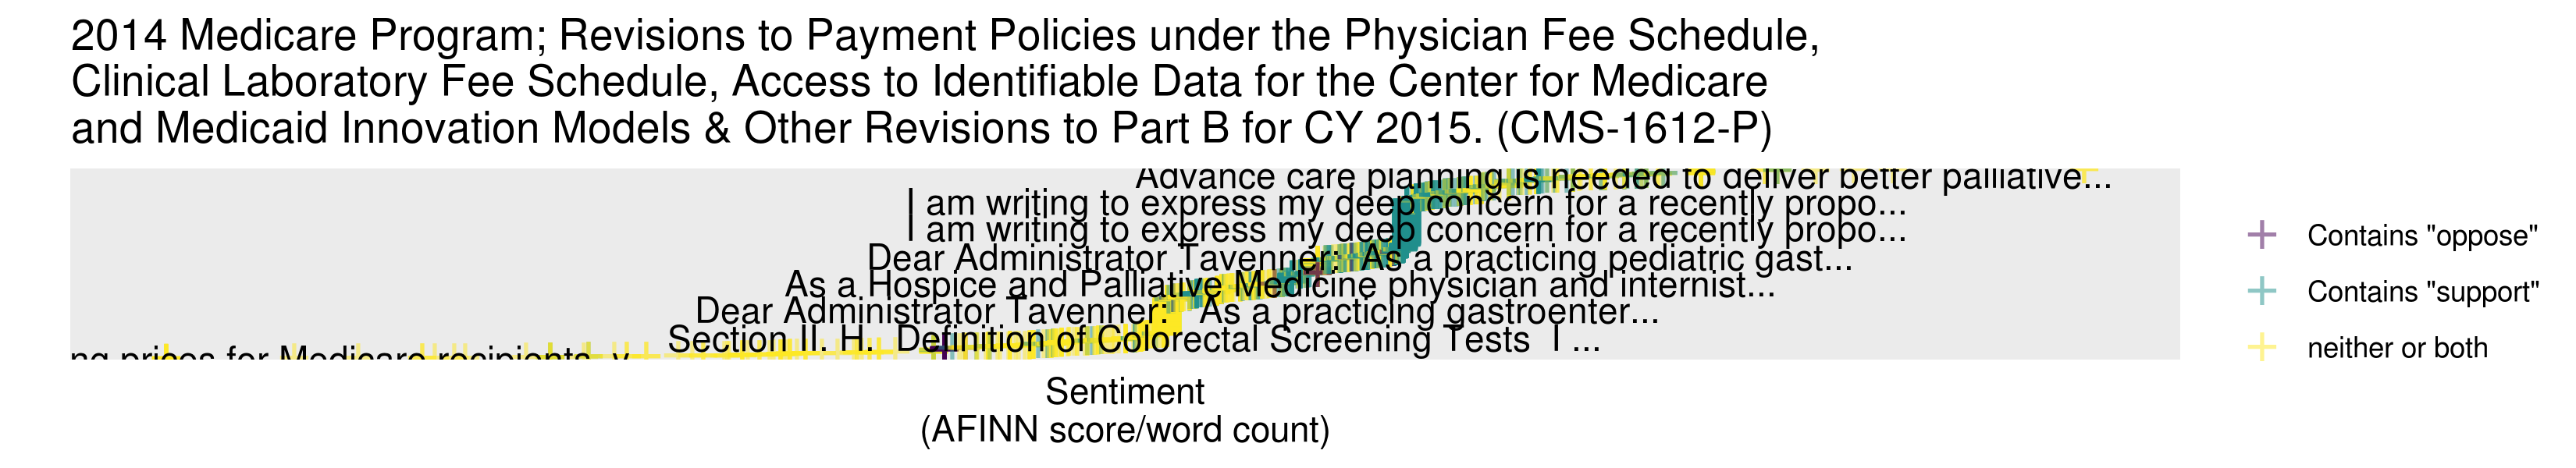 2014 Medicare Program; Revisions to Payment Policies under the Physician Fee Schedule,
Clinical Laboratory Fee Schedule, Access to Identifiable Data for the Center for Medicare
and Medicaid Innovation Models & Other Revisions to Part B for CY 2015. (CMS-1612-P)
Advance care planning is needed to deliver better palliative...
I am writing to express my deep concern for a recently propo...
I am writing to express my deep concern for a recently propo...
Dear Administrator Tavenner:  As a practicing pediatric gast...
As a Hospice and Palliative Medicine physician and internist...
Dear Administrator Tavenner:   As a practicing gastroenter...
Section II. H.  Definition of Colorectal Screening Tests  I ...
ng prices for Medicare recipients, y
Sentiment
(AFINN score/word count)
Contains "oppose"
Contains "support"
neither or both